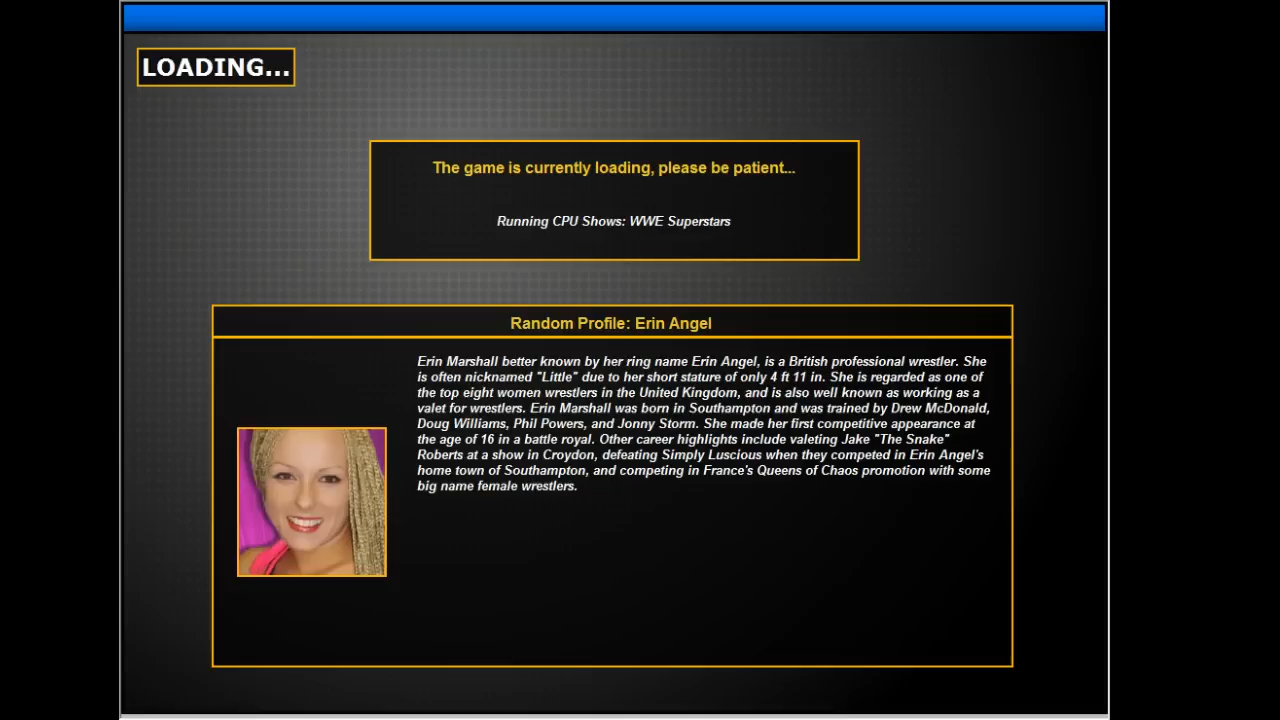 LOADING...
The game is currently loading, please be patient...
Running CPU Shows: WWE Superstars
Random Profile: Erin Angel
Erin Marshall better known by her ring name Erin Angel, is a British professional wrestler. She
is often nicknamed "Little" due to her short stature of only 4 ft 11 in. She is regarded as one of
the top eight women wrestlers in the United Kingdom, and is also well known as working as a
valet for wrestlers. Erin Marshall was born in Southampton and was trained by Drew McDonald,
Doug Williams, Phil Powers, and Jonny Storm. She made her first competitive appearance at
the age of 16 in a battle royal. Other career highlights include valeting Jake "The Snake"
Roberts at a show in Croydon, defeating Simply Luscious when they competed in Erin Angel's
home town of Southampton, and competing in France's Queens of Chaos promotion with some
big name female wrestlers.